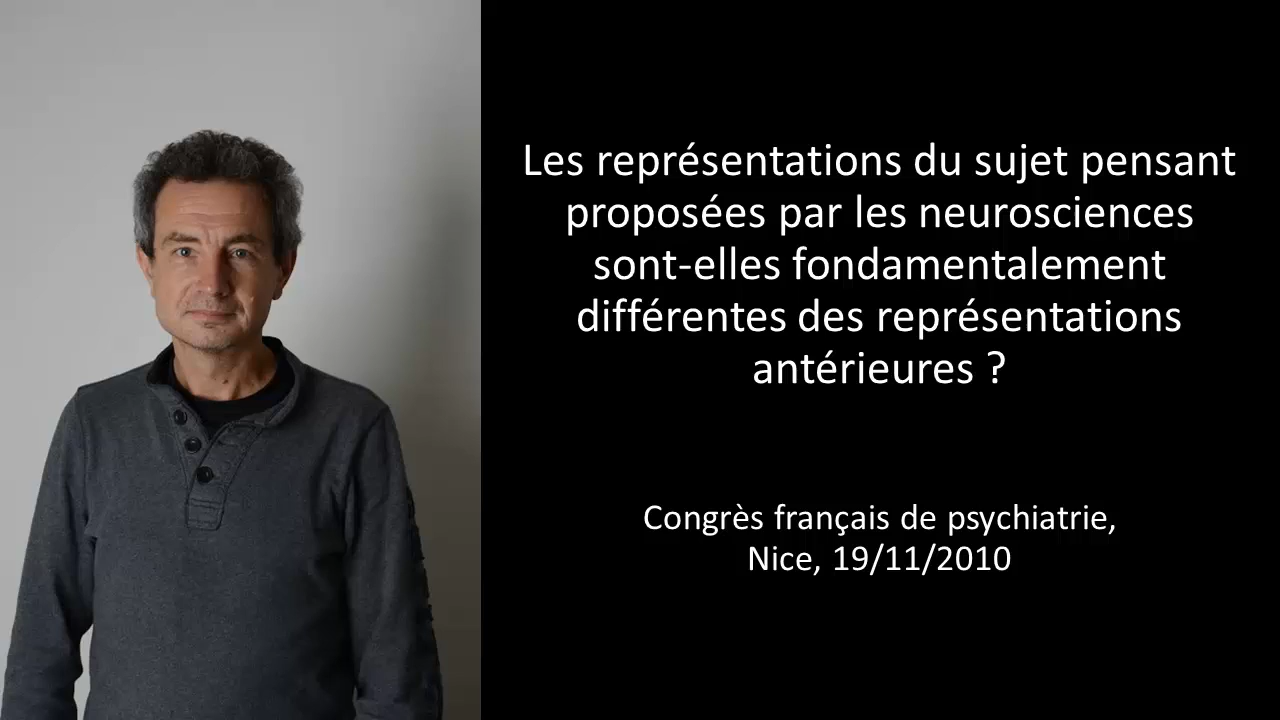 Les représentations du sujet pensant
proposées par les neurosciences
sont-elles fondamentalement
différentes des représentations
antérieures ?
Congrès français de psychiatrie,
Nice, 19/11/2010